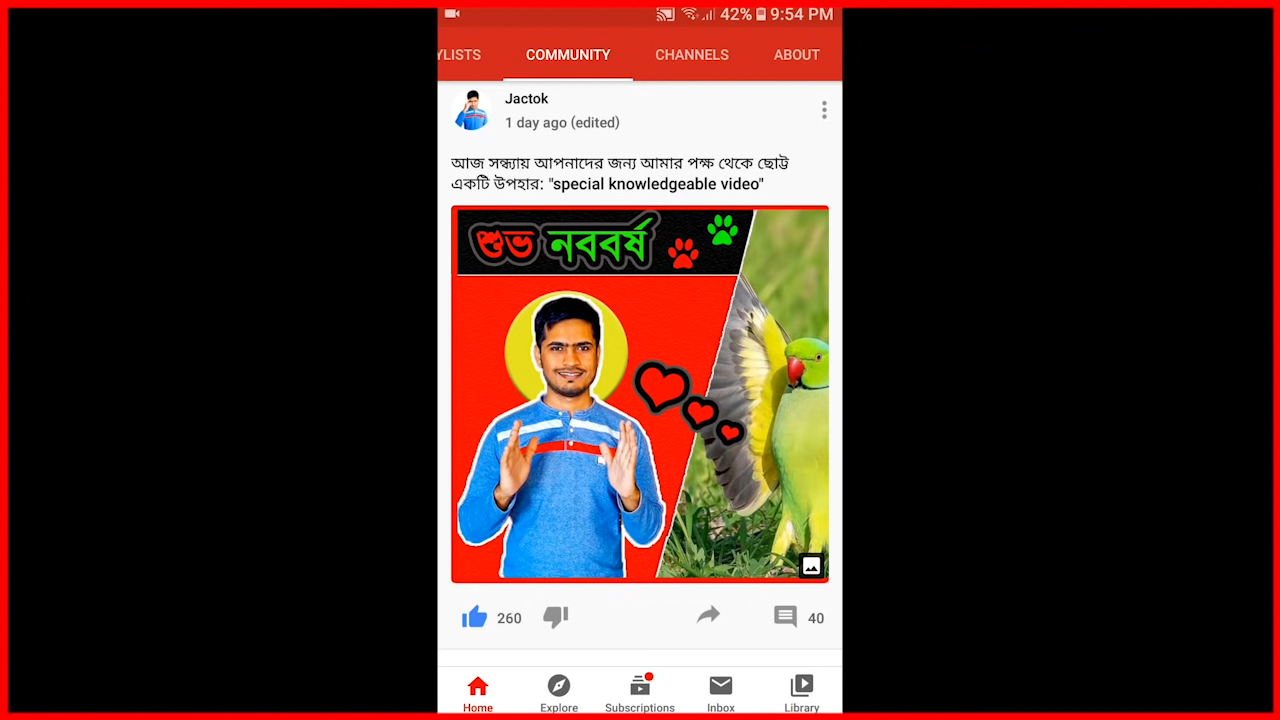 42% 9:54 PM
YLISTS COMMUNITY CHANNELS ABOUT
Jactok
1 day ago (edited)
আজ সন্ধ্যায় আপনাদের জন্য আমার পক্ষ থেকে ছোট্ট
একটি উপহার: "special knowledgeable video"
শুভ নববর্ষ
260 40
Home Explore Subscriptions Inbox Library